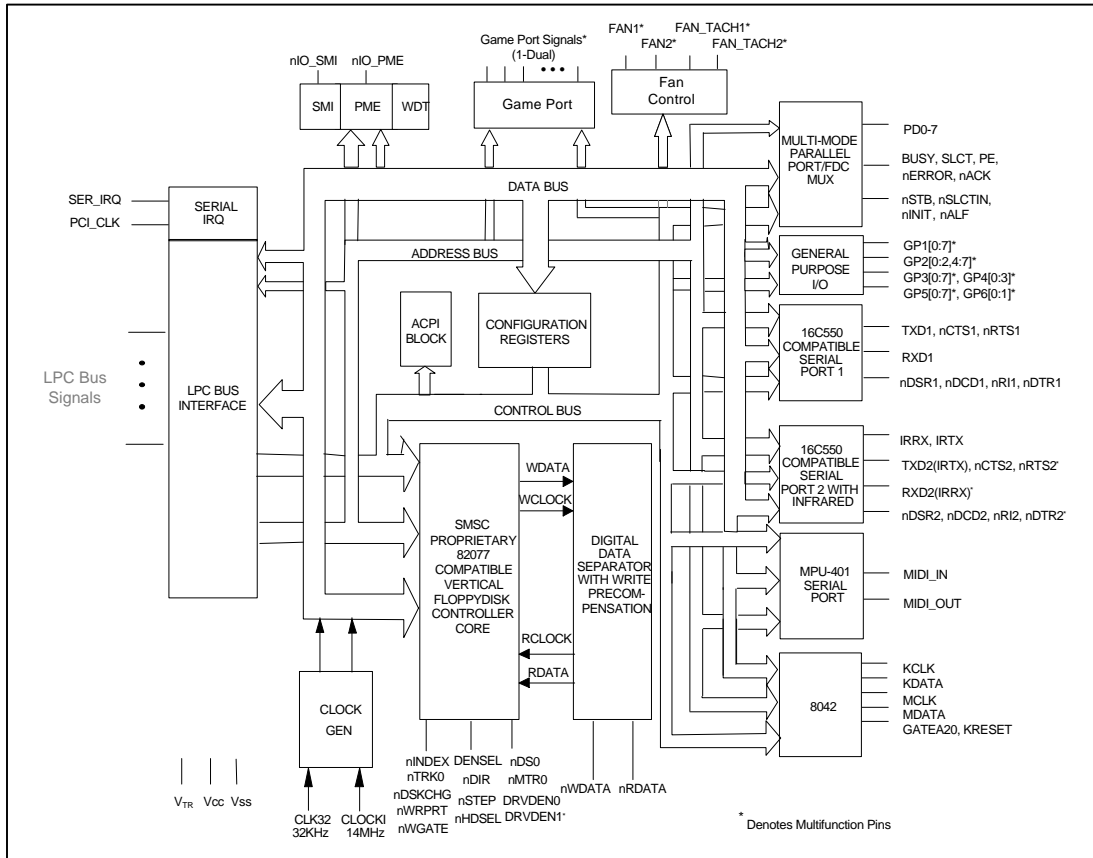 FAN1*
FAN_TACH1*
FAN2*
FAN_TACH2*
Game Port Signals*
(1-Dual)
nIO_SMI
nIO_PME
SMI
PME
WDT
Game Port
Fan
Control
MULTI-MODE
PARALLEL
PORT/FDC
MUX
PD0-7
BUSY, SLCT, PE,
nERROR, nACK
nSTB, nSLCTIN,
nINIT, nALF
DATA BUS
SER_IRQ
PCI_CLK
SERIAL
IRQ
ADDRESS BUS
GENERAL
PURPOSE
I/O
GP1[0:7]*
GP2[0:2,4:7]*
GP3[0:7]*, GP4[0:3]*
GP5[0:7]*, GP6[0:1]*
ACPI
BLOCK
CONFIGURATION
REGISTERS
16C550
COMPATIBLE
SERIAL
PORT 1
TXD1, nCTS1, nRTS1
RXD1
nDSR1, nDCD1, nRI1, nDTR1
LPC Bus
Signals
LPC BUS
INTERFACE
CONTROL BUS
16C550
COMPATIBLE
SERIAL
PORT 2 WITH
INFRARED
IRRX, IRTX
TXD2(IRTX), nCTS2, nRTS2*
RXD2(IRRX)*
nDSR2, nDCD2, nRI2, nDTR2*
WDATA
WCLOCK
SMSC
PROPRIETARY
82077
COMPATIBLE
VERTICAL
FLOPPYDISK
CONTROLLER
CORE
DIGITAL
DATA
SEPARATOR
WITH WRITE
PRECOM-
PENSATION
RCLOCK
RDATA
MPU-401
SERIAL
PORT
MIDI_IN
MIDI_OUT
8042
KCLK
KDATA
MCLK
MDATA
GATEA20, KRESET
CLOCK
GEN
nINDEX
nTRK0
nDSKCHG
nWRPRT
nWGATE
DENSEL
nDIR
nSTEP
nHDSEL
nDS0
nMTR0
DRVDEN0
DRVDEN1*
nWDATA
nRDATA
VTR
Vcc
Vss
CLK32
32KHz
CLOCKI
14MHz
* Denotes Multifunction Pins